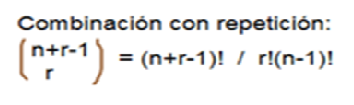 Combinación con repetición:
(n+r-1
r) = (n+r-1)! / r!(n-1)!